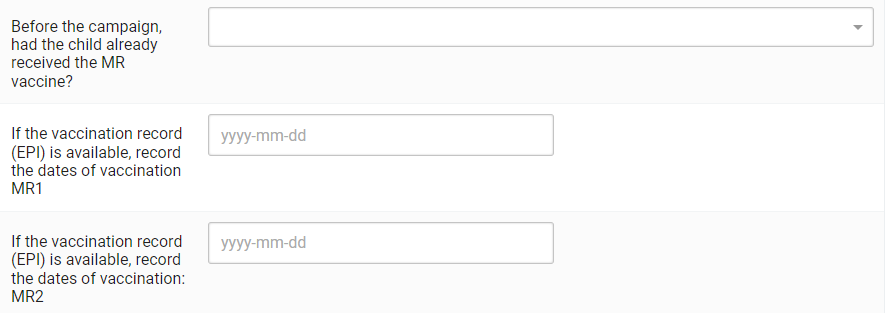 Before the campaign,
had the child already
received the MR
vaccine?
If the vaccination record
(EPI) is available, record
the dates of vaccination
MR1
yyyy-mm-dd
If the vaccination record
(EPI) is available, record
the dates of vaccination:
MR2
yyyy-mm-dd